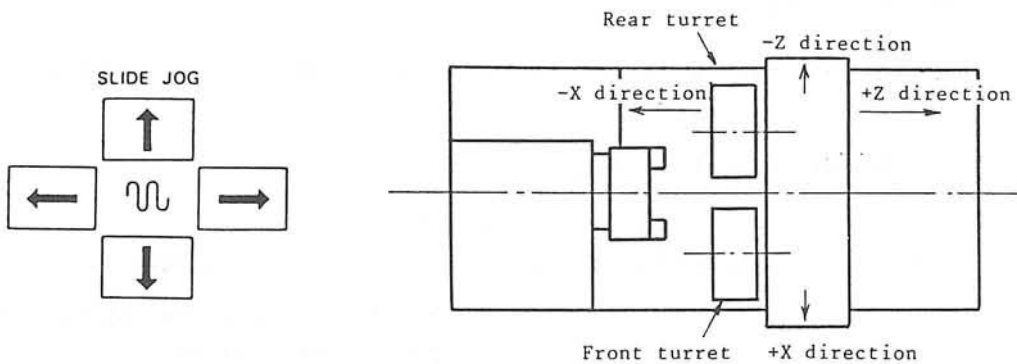 SLIDE JOG
Rear turret
-Z direction
-X direction
+Z direction
Front turret
+X direction